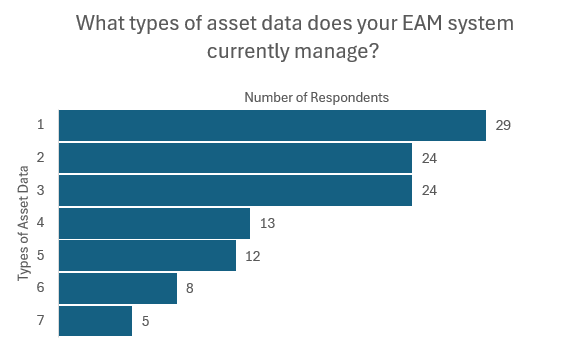 What types of asset data does your EAM system
currently manage?
Number of Respondents
Types of Asset Data
1 29
2 24
3 24
4 13
5 12
6 8
7 5